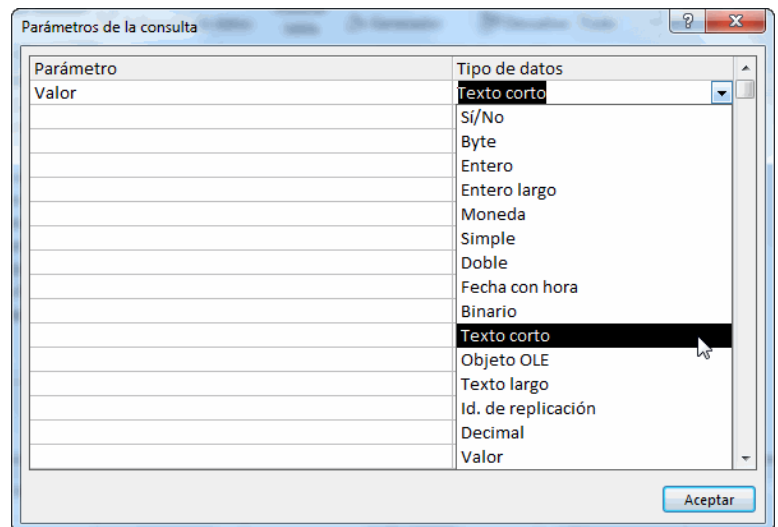 Parámetros de la consulta
Parámetro Tipo de datos
Valor Texto corto
Sí/No
Byte
Entero
Entero largo
Moneda
Simple
Doble
Fecha con hora
Binario
Texto corto
Objeto OLE
Texto largo
Id. de replicación
Decimal
Valor
Aceptar